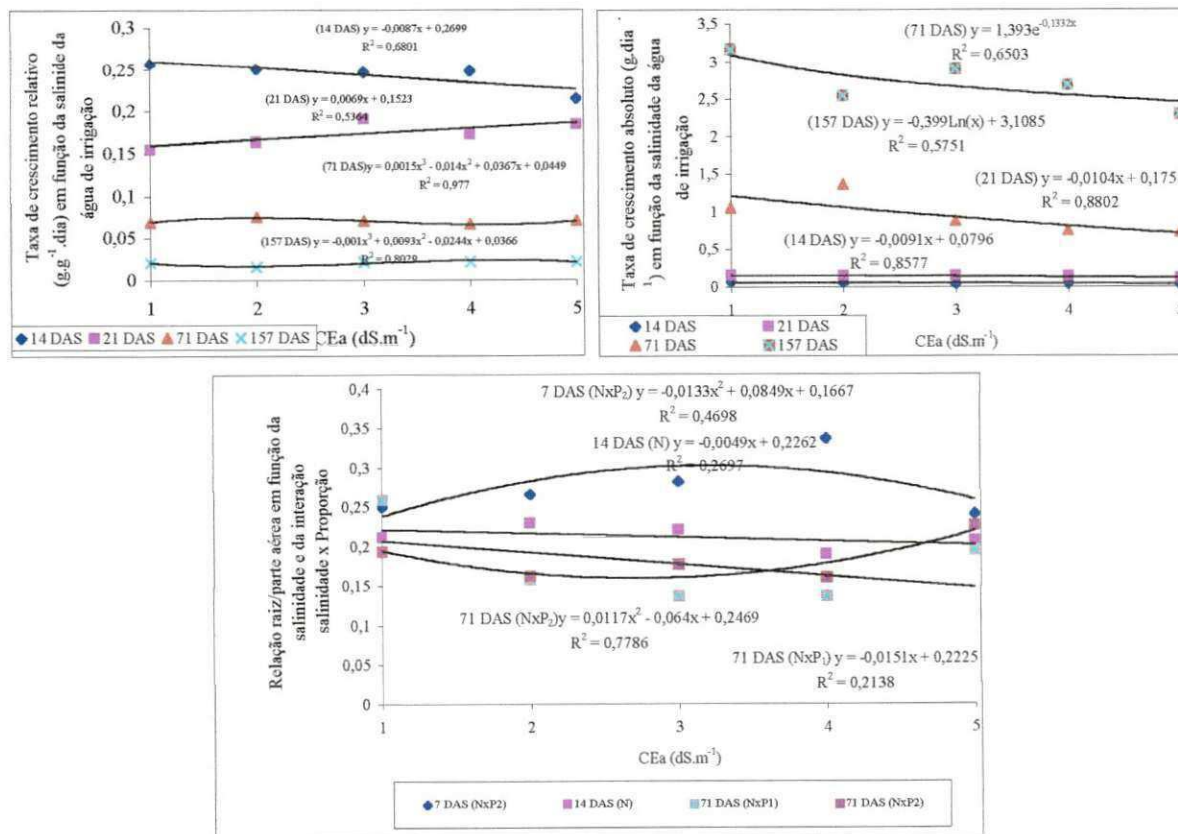 Taxa de crescimento relativo
(g.g⁻¹.dia) em função da salinide da
água de irrigação
0,3
0,25
0,2
0,15
0,1
0,05
0
(14 DAS) y = -0,0087x + 0,2699
R² = 0,6801
(21 DAS) y = 0,0069x + 0,1523
R² = 0,5364
(71 DAS)y = 0,0015x³ - 0,014x² + 0,0367x + 0,0449
R² = 0,977
(157 DAS) y = -0,001x³ + 0,0093x² - 0,0244x + 0,0366
R² = 0,8029
1 2 3 4 5
14 DAS 21 DAS 71 DAS 157 DAS
CEa (dS.m⁻¹)
Taxa de crescimento absoluto (g.dia⁻
¹) em função da salinidade da água
de irrigação
3,5
3
2,5
2
1,5
1
0,5
0
(71 DAS) y = 1,393e^-0,1332x
R² = 0,6503
(157 DAS) y = -0,399Ln(x) + 3,1085
R² = 0,5751
(21 DAS) y = -0,0104x + 0,175
R² = 0,8802
(14 DAS) y = -0,0091x + 0,0796
R² = 0,8577
1 2 3 4 5
14 DAS 21 DAS
71 DAS 157 DAS
CEa (dS.m⁻¹)
Relação raiz/parte aérea em função da
salinidade e da interação
salinidade x Proporção
0,4
0,35
0,3
0,25
0,2
0,15
0,1
0,05
0
7 DAS (NxP₂) y = -0,0133x² + 0,0849x + 0,1667
R² = 0,4698
14 DAS (N) y = -0,0049x + 0,2262
R² = 0,2697
71 DAS (NxP₂)y = 0,0117x² - 0,064x + 0,2469
R² = 0,7786
71 DAS (NxP₁) y = -0,0151x + 0,2225
R² = 0,2138
1 2 3 4 5
CEa (dS.m⁻¹)
7 DAS (NxP2) 14 DAS (N) 71 DAS (NxP1) 71 DAS (NxP2)